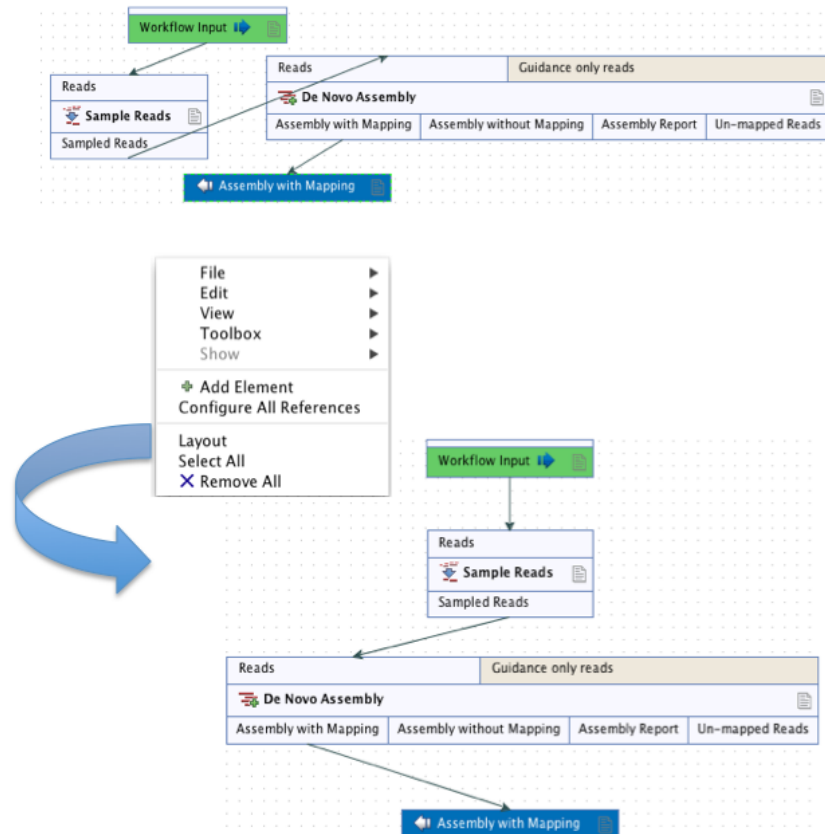 Workflow Input
Reads
Sample Reads
Sampled Reads
Reads Guidance only reads
De Novo Assembly
Assembly with Mapping Assembly without Mapping Assembly Report Un-mapped Reads
Assembly with Mapping
File
Edit
View
Toolbox
Show
Add Element
Configure All References
Layout
Select All
Remove All
Workflow Input
Reads
Sample Reads
Sampled Reads
Reads Guidance only reads
De Novo Assembly
Assembly with Mapping Assembly without Mapping Assembly Report Un-mapped Reads
Assembly with Mapping